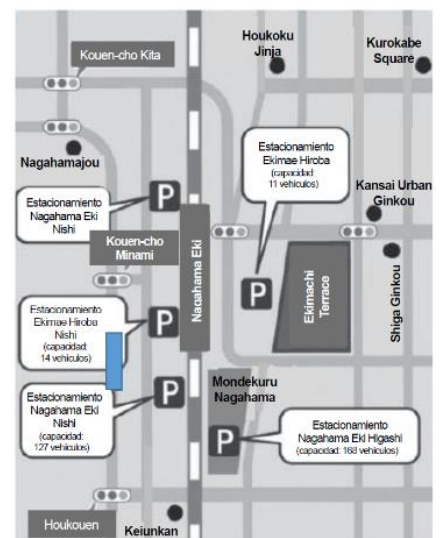 Kouen-cho Kita
Houkoku
Jinja
Kurokabe
Square
Nagahamajou
Estacionamiento
Ekimae Hiroba
(capacidad:
11 vehículos)
Estacionamiento
Nagahama Eki
Nishi
P
Kansai Urban
Ginkou
Kouen-cho
Minami
Nagahama Eki
P
Ekimachi
Terrace
Shiga Ginkou
Estacionamiento
Ekimae Hiroba
Nishi
(capacidad:
14 vehículos)
P
Estacionamiento
Nagahama Eki
Nishi
(capacidad:
127 vehículos)
P
Mondekuru
Nagahama
P
Estacionamiento
Nagahama Eki Higashi
(capacidad: 168 vehículos)
Houkouen
Keiunkan